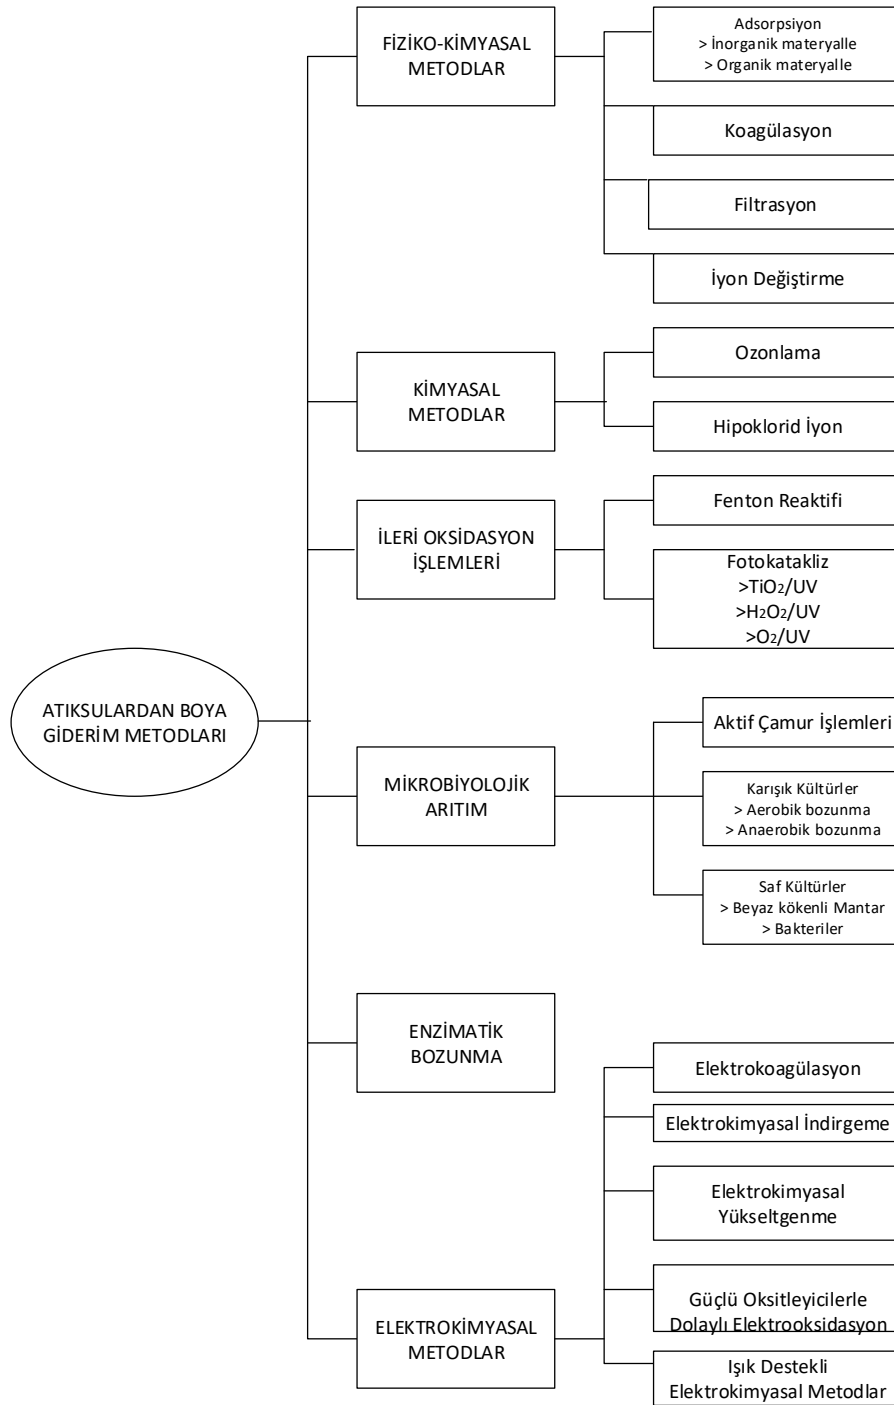 FİZİKO-KİMYASAL
METODLAR
Adsorpsiyon
> İnorganik materyalle
> Organik materyalle
Koagülasyon
Filtrasyon
İyon Değiştirme
KİMYASAL
METODLAR
Ozonlama
Hipoklorid İyon
İLERİ OKSİDASYON
İŞLEMLERİ
Fenton Reaktifi
Fotokatakliz
>TiO2/UV
>H2O2/UV
>O2/UV
ATIKSULARDAN BOYA
GİDERİM METODLARI
MİKROBİYOLOJİK
ARITIM
Aktif Çamur İşlemleri
Karışık Kültürler
> Aerobik bozunma
> Anaerobik bozunma
Saf Kültürler
> Beyaz kökenli Mantar
> Bakteriler
ENZİMATİK
BOZUNMA
ELEKTROKİMYASAL
METODLAR
Elektrokoagülasyon
Elektrokimyasal İndirgeme
Elektrokimyasal
Yükseltgenme
Güçlü Oksitleyicilerle
Dolaylı Elektrooksidasyon
Işık Destekli
Elektrokimyasal Metodlar